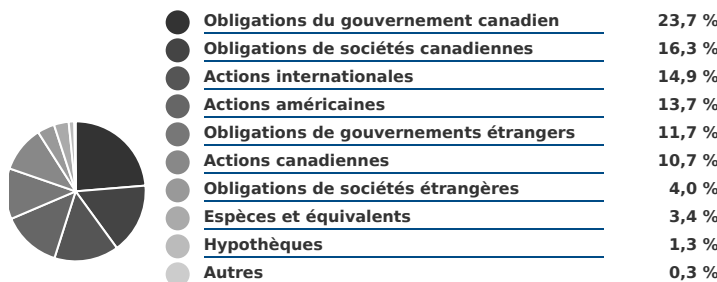 Obligations du gouvernement canadien 23,7 %
Obligations de sociétés canadiennes 16,3 %
Actions internationales 14,9 %
Actions américaines 13,7 %
Obligations de gouvernements étrangers 11,7 %
Actions canadiennes 10,7 %
Obligations de sociétés étrangères 4,0 %
Espèces et équivalents 3,4 %
Hypothèques 1,3 %
Autres 0,3 %